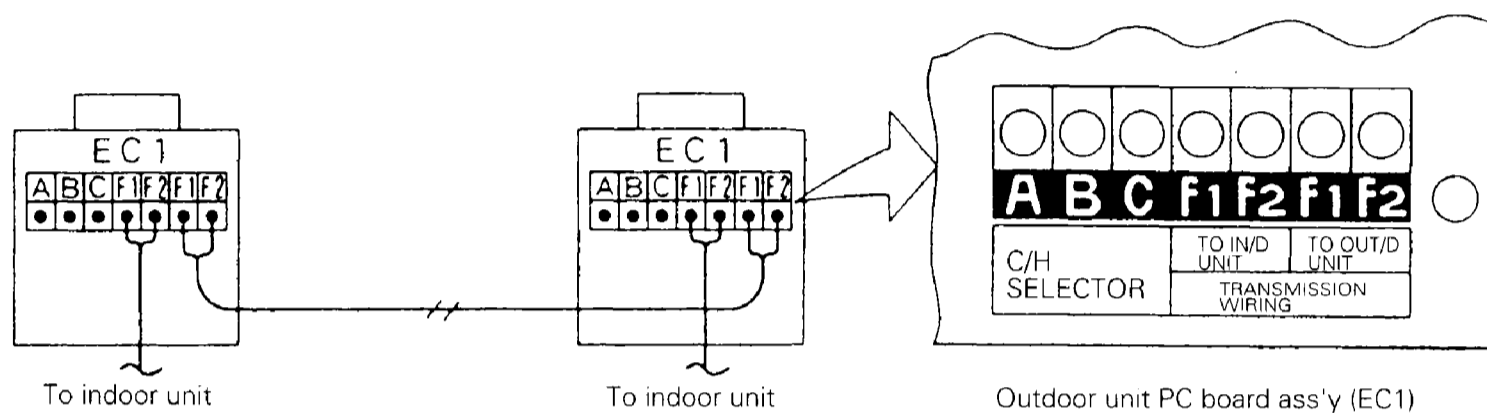 EC1
A B C F1 F2 F1 F2
To indoor unit
EC1
A B C F1 F2 F1 F2
To indoor unit
A B C F1 F2 F1 F2
C/H
SELECTOR
TO IN/D
UNIT
TO OUT/D
UNIT
TRANSMISSION
WIRING
Outdoor unit PC board ass'y (EC1)